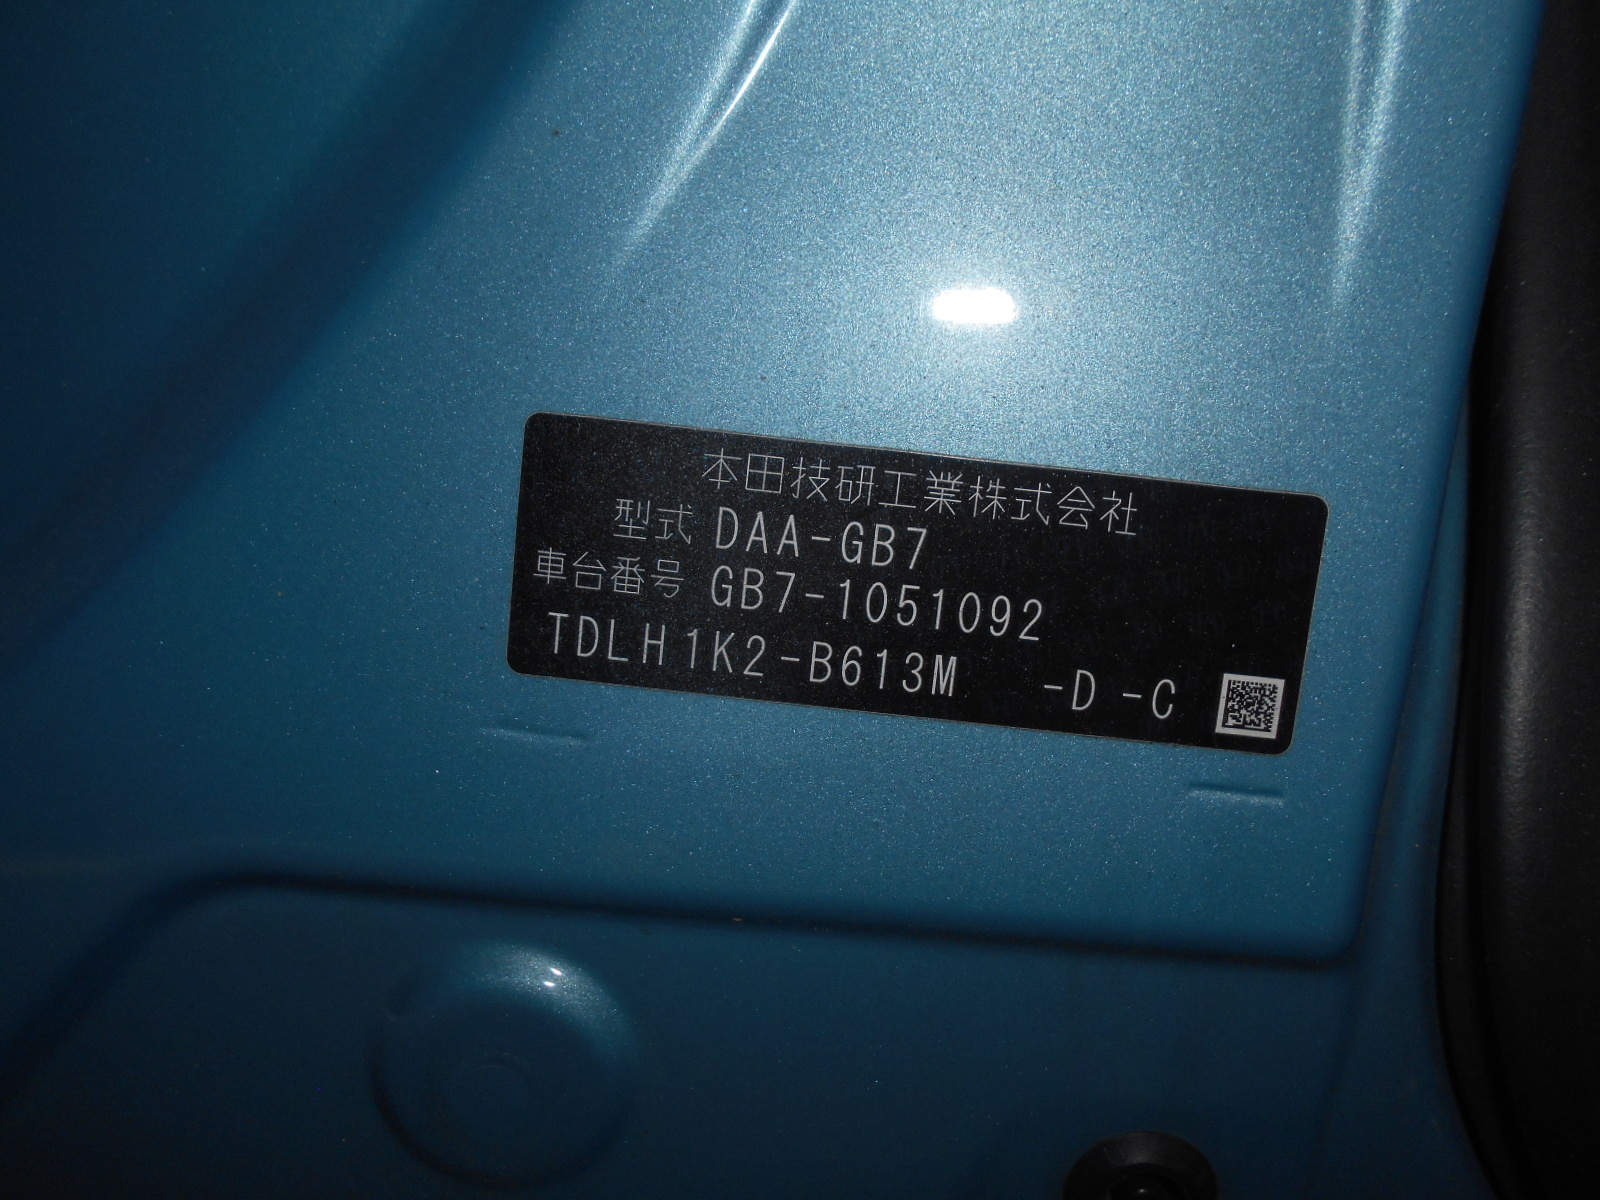 本田技研工業株式会社
型式 DAA-GB7
車台番号 GB7-1051092
TDLH1K2-B613M -D -C